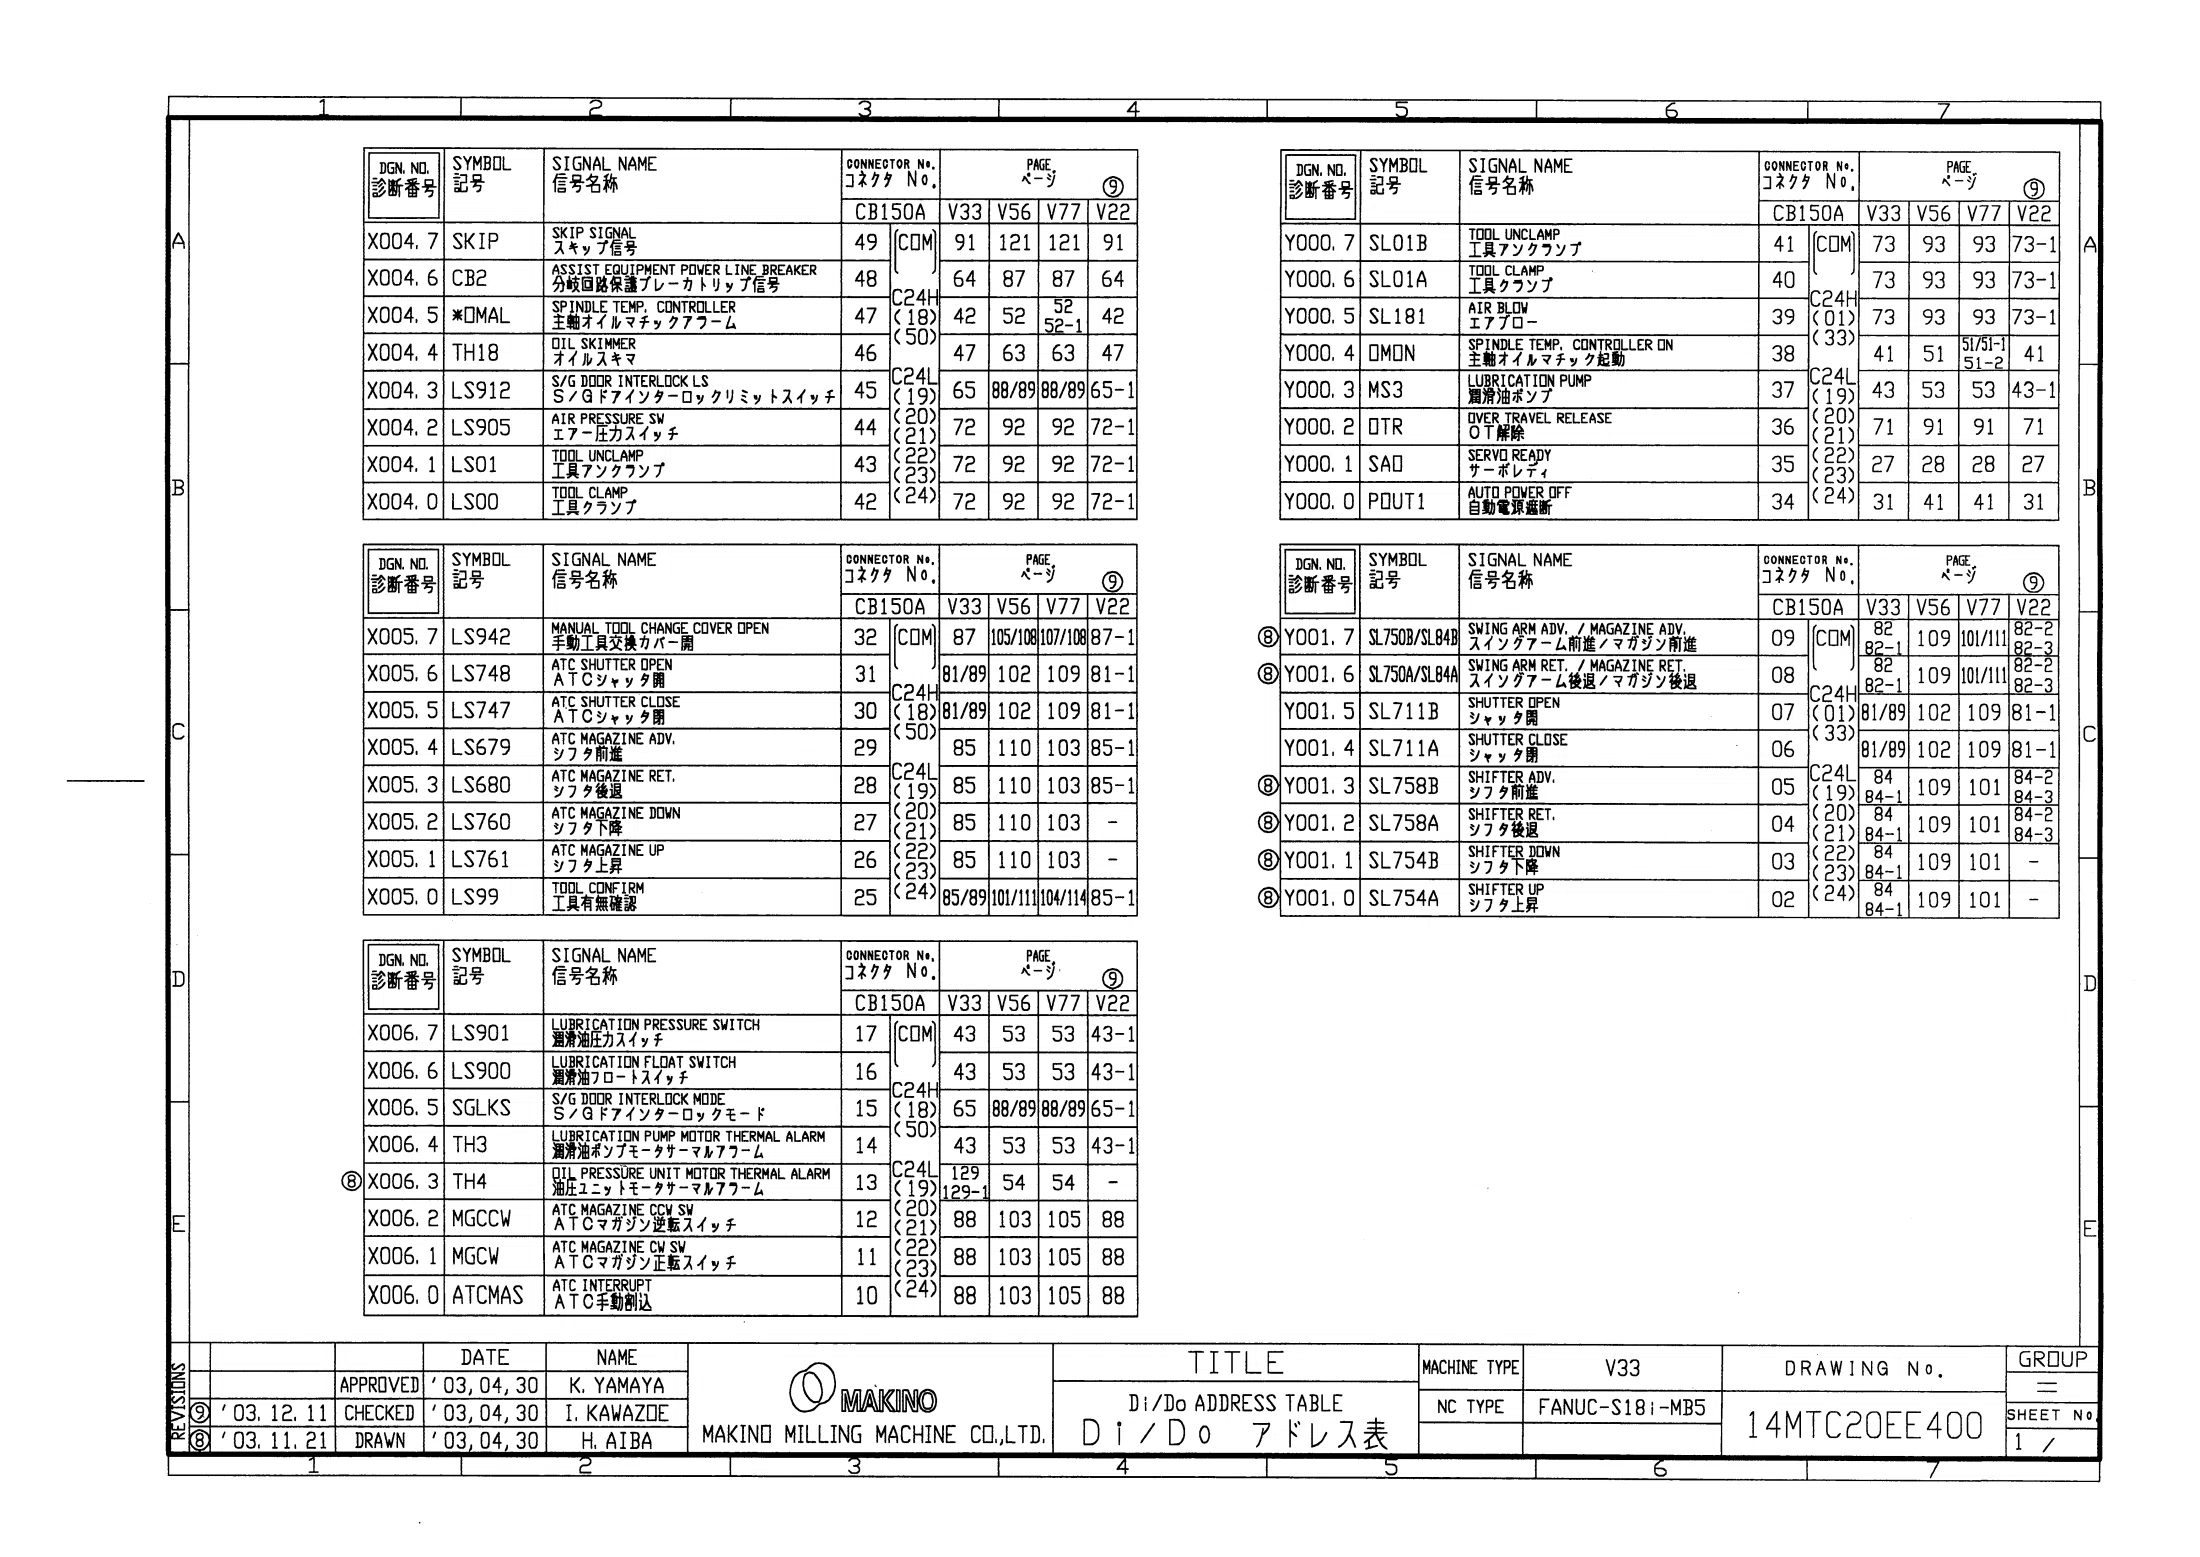 1 2 3 4 5 6 7
A B C D E
DGN. NO. SYMBOL SIGNAL NAME CONNECTOR No. PAGE.
診断番号 記号 信号名称 コネクタ No. ページ ⑨
CB150A V33 V56 V77 V22
X004. 7 SKIP SKIP SIGNAL スキップ信号 49 (COM) 91 121 121 91
X004. 6 CB2 ASSIST EQUIPMENT POWER LINE BREAKER 分岐回路保護ブレーカトリップ信号 48 64 87 87 64
X004. 5 *OMAL SPINDLE TEMP. CONTROLLER 主軸オイルマチックアラーム 47 C24H (18) 42 52 52 52-1 42
X004. 4 TH18 OIL SKIMMER オイルスキマ 46 (50) 47 63 63 47
X004. 3 LS912 S/G DOOR INTERLOCK LS S/Gドアインターロックリミットスイッチ 45 C24L (19) 65 88/89 88/89 65-1
X004. 2 LS905 AIR PRESSURE SW エアー圧力スイッチ 44 (20) (21) 72 92 92 72-1
X004. 1 LS01 TOOL UNCLAMP 工具アンクランプ 43 (22) (23) 72 92 92 72-1
X004. 0 LS00 TOOL CLAMP 工具クランプ 42 (24) 72 92 92 72-1
DGN. NO. SYMBOL SIGNAL NAME CONNECTOR No. PAGE.
診断番号 記号 信号名称 コネクタ No. ページ ⑨
CB150A V33 V56 V77 V22
X005. 7 LS942 MANUAL TOOL CHANGE COVER OPEN 手動工具交換カバー開 32 (COM) 87 105/108 107/108 87-1
X005. 6 LS748 ATC SHUTTER OPEN ATCシャッタ開 31 81/89 102 109 81-1
X005. 5 LS747 ATC SHUTTER CLOSE ATCシャッタ閉 30 C24H (18) (50) 81/89 102 109 81-1
X005. 4 LS679 ATC MAGAZINE ADV. シフタ前進 29 85 110 103 85-1
X005. 3 LS680 ATC MAGAZINE RET. シフタ後退 28 C24L (19) 85 110 103 85-1
X005. 2 LS760 ATC MAGAZINE DOWN シフタ下降 27 (20) (21) 85 110 103 -
X005. 1 LS761 ATC MAGAZINE UP シフタ上昇 26 (22) (23) 85 110 103 -
X005. 0 LS99 TOOL CONFIRM 工具有無確認 25 (24) 85/89 101/111 104/114 85-1
DGN. NO. SYMBOL SIGNAL NAME CONNECTOR No. PAGE.
診断番号 記号 信号名称 コネクタ No. ページ ⑨
CB150A V33 V56 V77 V22
X006. 7 LS901 LUBRICATION PRESSURE SWITCH 潤滑油圧力スイッチ 17 (COM) 43 53 53 43-1
X006. 6 LS900 LUBRICATION FLOAT SWITCH 潤滑油フロートスイッチ 16 43 53 53 43-1
X006. 5 SGLKS S/G DOOR INTERLOCK MODE S/Gドアインターロックモード 15 C24H (18) 65 88/89 88/89 65-1
X006. 4 TH3 LUBRICATION PUMP MOTOR THERMAL ALARM 潤滑油ポンプモータサーマルアラーム 14 (50) 43 53 53 43-1
⑧ X006. 3 TH4 OIL PRESSURE UNIT MOTOR THERMAL ALARM 油圧ユニットモータサーマルアラーム 13 C24L (19) 129 129-1 54 54 -
X006. 2 MGCCW ATC MAGAZINE CCW SW ATCマガジン逆転スイッチ 12 (20) (21) 88 103 105 88
X006. 1 MGCW ATC MAGAZINE CW SW ATCマガジン正転スイッチ 11 (22) (23) 88 103 105 88
X006. 0 ATCMAS ATC INTERRUPT ATC手動割込 10 (24) 88 103 105 88
DGN. NO. SYMBOL SIGNAL NAME CONNECTOR No. PAGE.
診断番号 記号 信号名称 コネクタ No. ページ ⑨
CB150A V33 V56 V77 V22
Y000. 7 SL01B TOOL UNCLAMP 工具アンクランプ 41 (COM) 73 93 93 73-1
Y000. 6 SL01A TOOL CLAMP 工具クランプ 40 73 93 93 73-1
Y000. 5 SL181 AIR BLOW エアブロー 39 C24H (01) 73 93 93 73-1
Y000. 4 OMON SPINDLE TEMP. CONTROLLER ON 主軸オイルマチック起動 38 (33) 41 51 51/51-1 51-2 41
Y000. 3 MS3 LUBRICATION PUMP 潤滑油ポンプ 37 C24L (19) 43 53 53 43-1
Y000. 2 OTR OVER TRAVEL RELEASE OT解除 36 (20) (21) 71 91 91 71
Y000. 1 SAO SERVO READY サーボレディ 35 (22) (23) 27 28 28 27
Y000. 0 POUT1 AUTO POWER OFF 自動電源遮断 34 (24) 31 41 41 31
DGN. NO. SYMBOL SIGNAL NAME CONNECTOR No. PAGE.
診断番号 記号 信号名称 コネクタ No. ページ ⑨
CB150A V33 V56 V77 V22
⑧ Y001. 7 SL750B/SL84B SWING ARM ADV. / MAGAZINE ADV. スイングアーム前進/マガジン前進 09 (COM) 82 82-1 109 101/111 82-2 82-3
⑧ Y001. 6 SL750A/SL84A SWING ARM RET. / MAGAZINE RET. スイングアーム後退/マガジン後退 08 82 82-1 109 101/111 82-2 82-3
Y001. 5 SL711B SHUTTER OPEN シャッタ開 07 C24H (01) 81/89 102 109 81-1
Y001. 4 SL711A SHUTTER CLOSE シャッタ閉 06 (33) 81/89 102 109 81-1
⑧ Y001. 3 SL758B SHIFTER ADV. シフタ前進 05 C24L (19) 84 84-1 109 101 84-2 84-3
⑧ Y001. 2 SL758A SHIFTER RET. シフタ後退 04 (20) (21) 84 84-1 109 101 84-2 84-3
⑧ Y001. 1 SL754B SHIFTER DOWN シフタ下降 03 (22) (23) 84 84-1 109 101 -
⑧ Y001. 0 SL754A SHIFTER UP シフタ上昇 02 (24) 84 84-1 109 101 -
A B C D E
REVISIONS
DATE NAME
APPROVED '03,04,30 K. YAMAYA
⑨ '03. 12. 11 CHECKED '03,04,30 I. KAWAZOE
⑧ '03. 11. 21 DRAWN '03,04,30 H. AIBA
MAKINO
MAKINO MILLING MACHINE CO.,LTD.
TITLE
Di/Do ADDRESS TABLE
Di/Do アドレス表
MACHINE TYPE V33
NC TYPE FANUC-S18i-MB5
DRAWING No.
14MTC20EE400
GROUP
=
SHEET No.
1 /
1 2 3 4 5 6 7